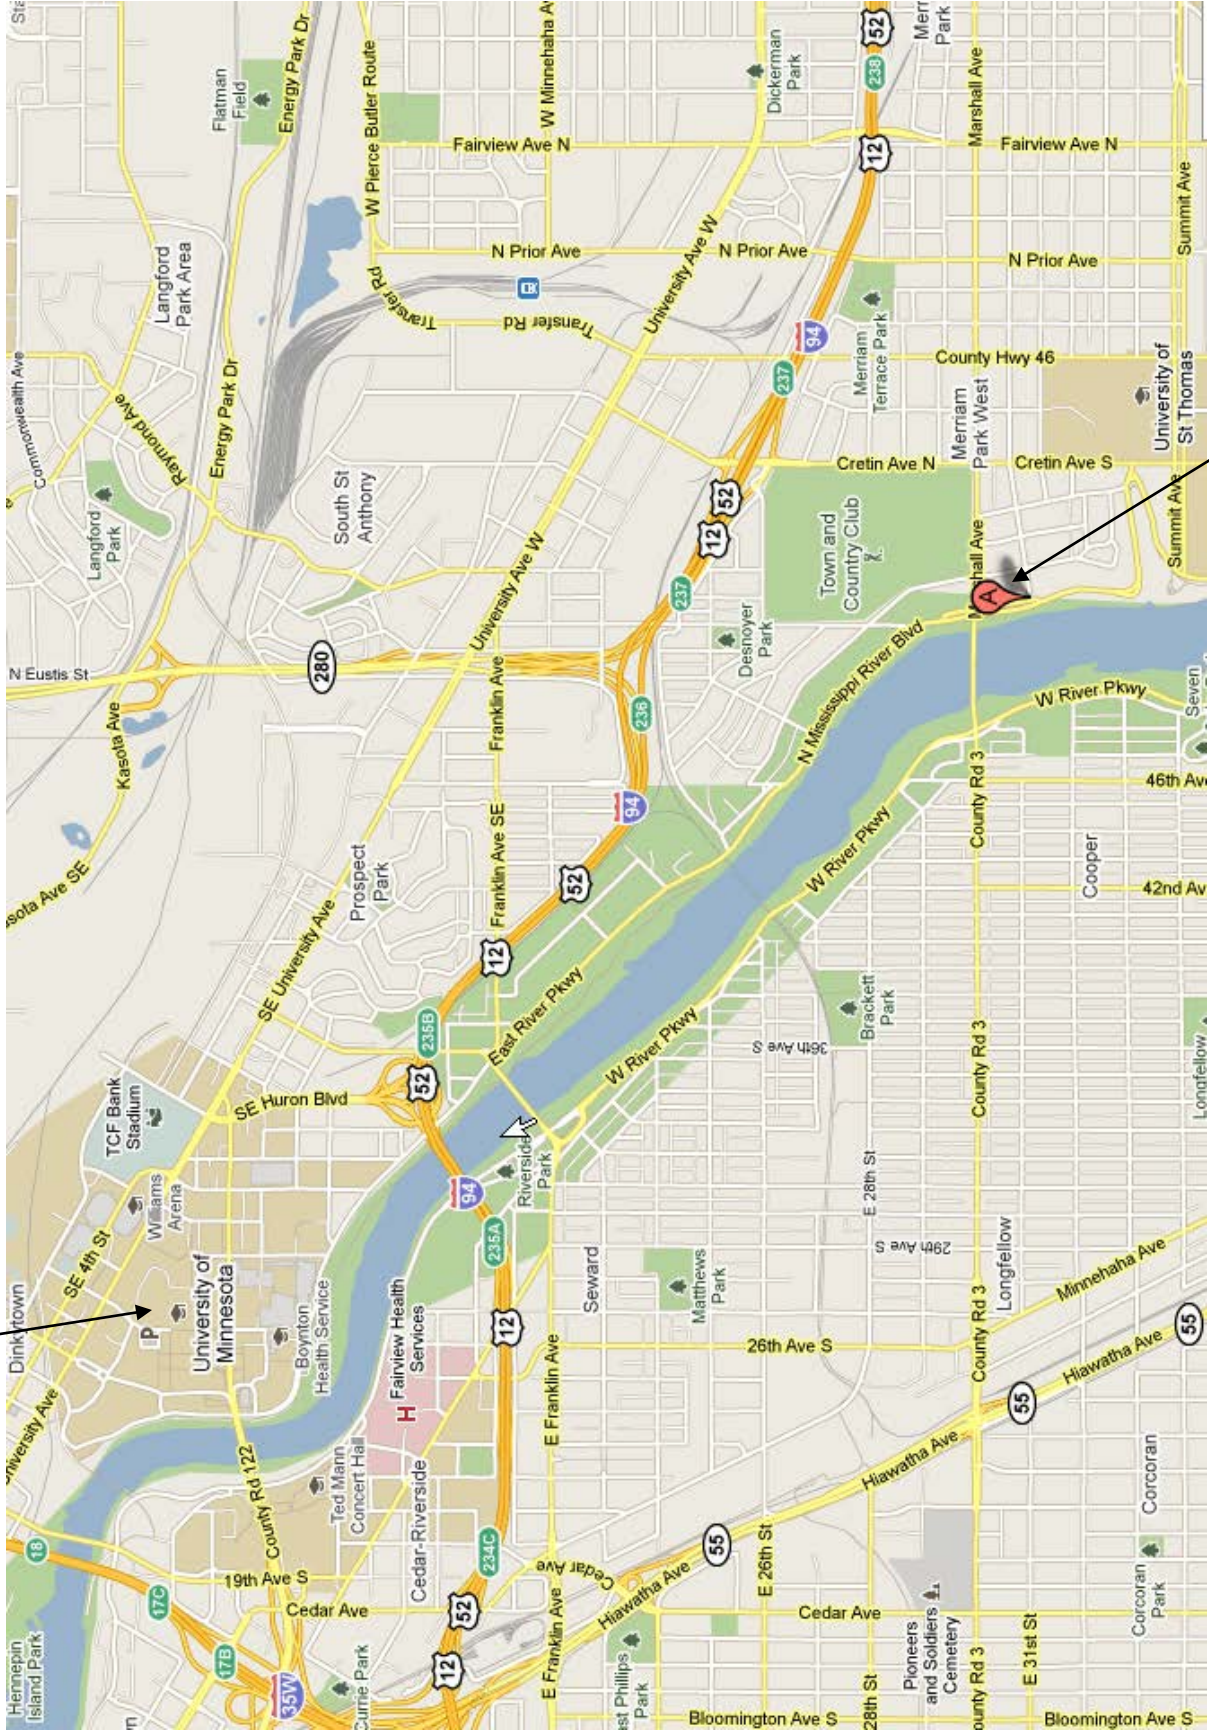 Hennepin
Island Park
18
17C
17B
35W
19th Ave S
County Rd 122
Cedar Ave
Currie Park
University Ave
Dinkytown
SE 4th St
P
University of
Minnesota
Williams
Arena
TCF Bank
Stadium
Boynton
Health Service
Ted Mann
Concert Hall
H
Fairview Health
Services
Cedar-Riverside
234C
52
12
12
235A
94
SE Huron Blvd
52
235B
SE University Ave
Prospect
Park
Kasota Ave
N Eustis St
280
Langford
Park
Commonwealth Ave
Raymond Ave
Energy Park Dr
Langford
Park Area
Flatman
Field
Energy Park Dr
South St
Anthony
W Pierce Butler Route
Transfer Rd
Transfer Rd
Transfer Rd
Fairview Ave N
N Prior Ave
N Prior Ave
N Prior Ave
University Ave W
University Ave W
Dickerman
Park
Franklin Ave
Franklin Ave SE
12
52
94
236
237
12
52
237
94
12
238
52
Fairview Ave N
Marshall Ave
Merriam
Terrace Park
County Hwy 46
Merriam
Park West
Cretin Ave N
Cretin Ave S
University of
St Thomas
Summit Ave
Summit Ave
Town and
Country Club
A
Desnoyer
Park
N Mississippi River Blvd
East River Pkwy
W River Pkwy
W River Pkwy
W River Pkwy
Seven
County Rd 3
46th Ave
42nd Av
Cooper
Brackett
Park
36th Ave S
Longfellow
County Rd 3
E 28th St
29th Ave S
Longfellow
Riverside
Park
Seward
Matthews
Park
26th Ave S
E Franklin Ave
County Rd 3
Minnehaha Ave
Hiawatha Ave
55
55
Hiawatha Ave
55
Hiawatha Ave
Cedar Ave
E Franklin Ave
E 26th St
Cedar Ave
Pioneers
and Soldiers
Cemetery
Corcoran
Corcoran
Park
E 31st St
28th St
Bloomington Ave S
Bloomington Ave S